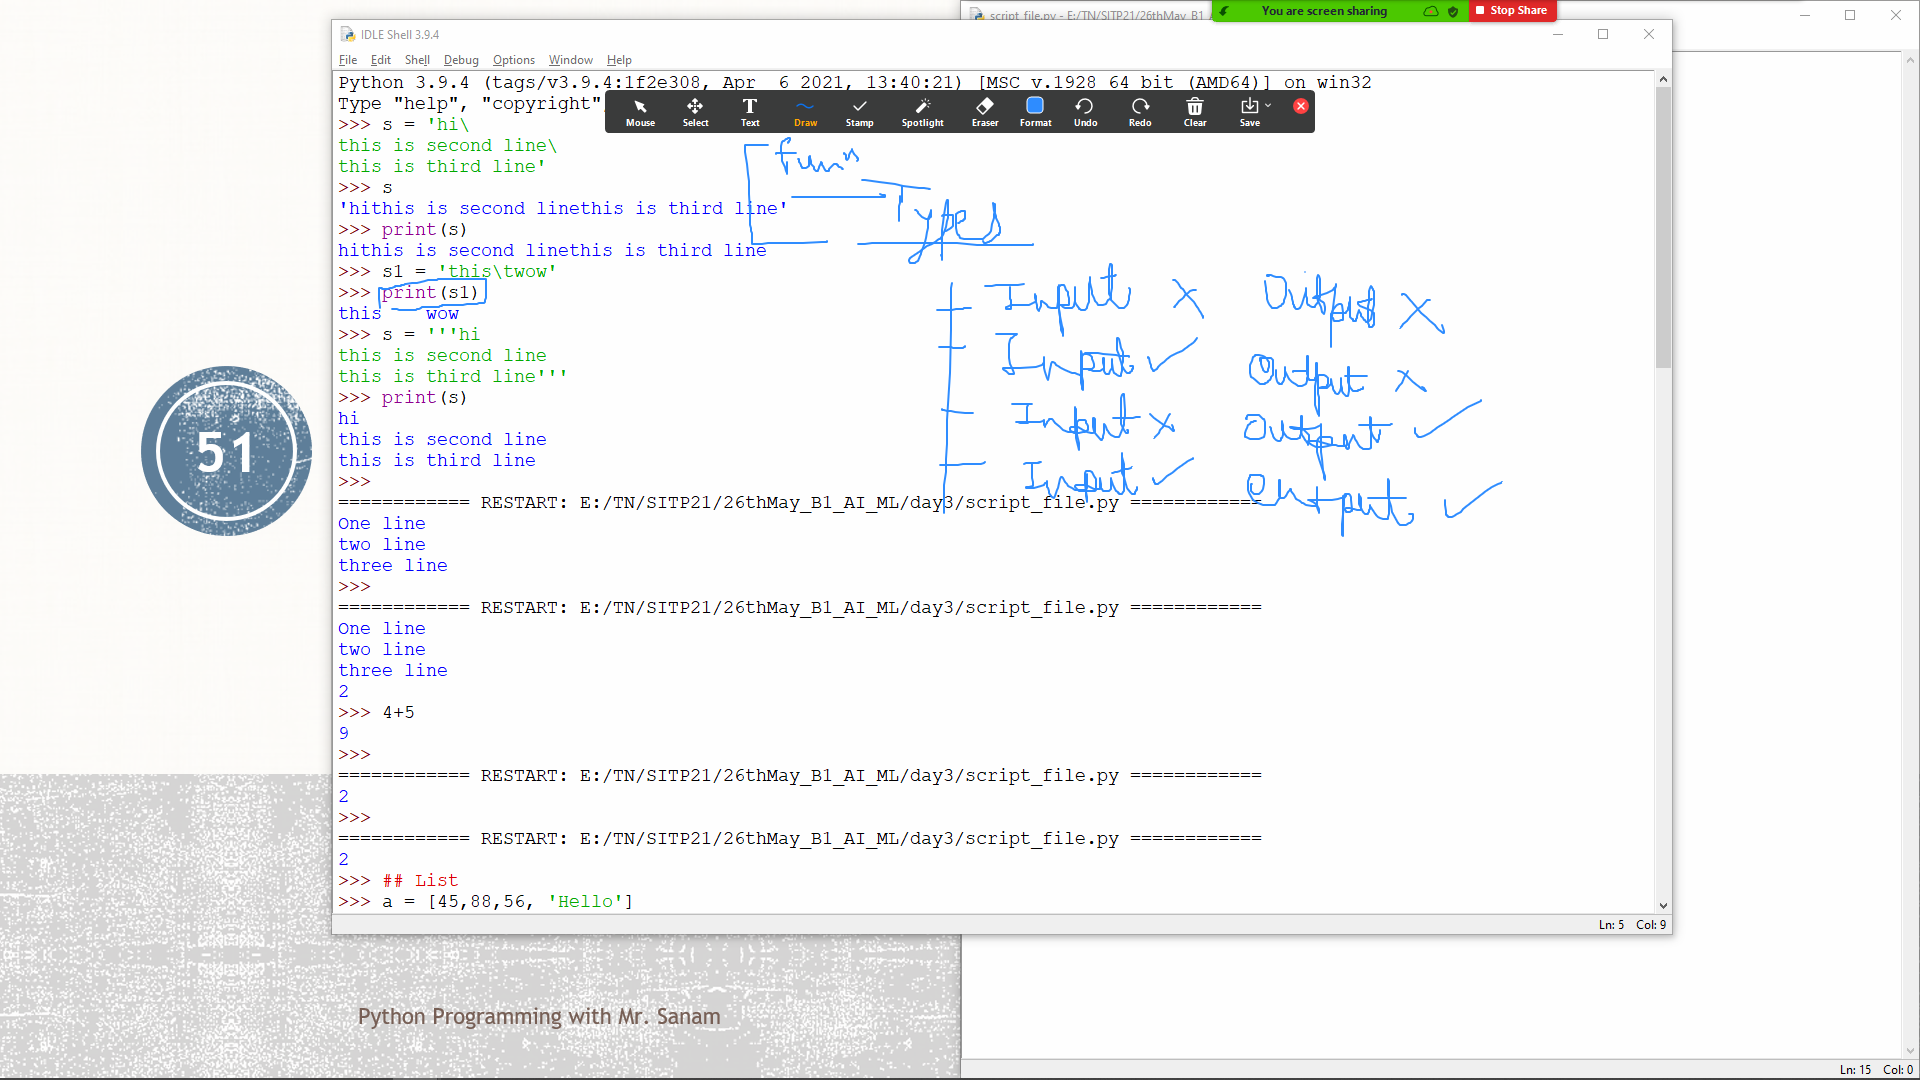 script_file.py - E:/TN/SITP21/26thMay_B1_A
You are screen sharing
Stop Share
IDLE Shell 3.9.4
File Edit Shell Debug Options Window Help
Python 3.9.4 (tags/v3.9.4:1f2e308, Apr  6 2021, 13:40:21) [MSC v.1928 64 bit (AMD64)] on win32
Type "help", "copyright",
Mouse Select Text Draw Stamp Spotlight Eraser Format Undo Redo Clear Save
>>> s = 'hi\
this is second line\
this is third line'
>>> s
'hithis is second linethis is third line'
>>> print(s)
hithis is second linethis is third line
>>> s1 = 'this\twow'
>>> print(s1)
this    wow
>>> s = '''hi
this is second line
this is third line'''
>>> print(s)
hi
this is second line
this is third line
>>>
============ RESTART: E:/TN/SITP21/26thMay_B1_AI_ML/day3/script_file.py ============
One line
two line
three line
>>>
============ RESTART: E:/TN/SITP21/26thMay_B1_AI_ML/day3/script_file.py ============
One line
two line
three line
2
>>> 4+5
9
>>>
============ RESTART: E:/TN/SITP21/26thMay_B1_AI_ML/day3/script_file.py ============
2
>>>
============ RESTART: E:/TN/SITP21/26thMay_B1_AI_ML/day3/script_file.py ============
2
>>> ## List
>>> a = [45,88,56, 'Hello']
Ln: 5 Col: 9
Types
Input X Output X
Input ✓ Output X
Input X Output ✓
Input ✓ Output ✓
51
Python Programming with Mr. Sanam
Ln: 15 Col: 0